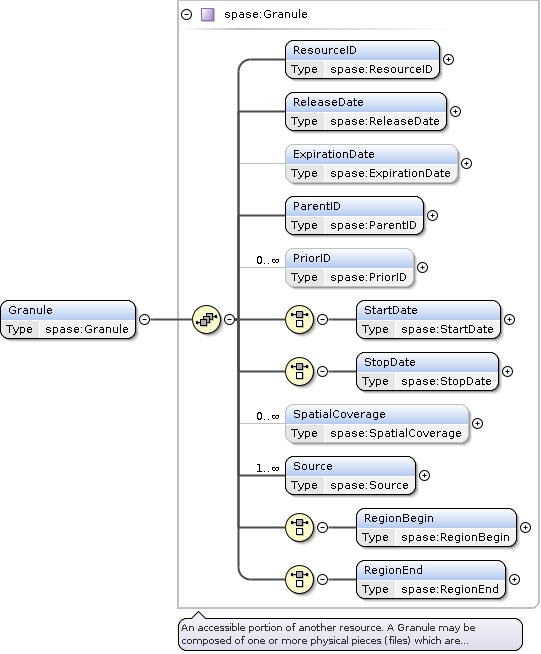 spase:Granule
ResourceID
Type spase:ResourceID
ReleaseDate
Type spase:ReleaseDate
ExpirationDate
Type spase:ExpirationDate
ParentID
Type spase:ParentID
0..∞
PriorID
Type spase:PriorID
Granule
Type spase:Granule
StartDate
Type spase:StartDate
StopDate
Type spase:StopDate
0..∞
SpatialCoverage
Type spase:SpatialCoverage
1..∞
Source
Type spase:Source
RegionBegin
Type spase:RegionBegin
RegionEnd
Type spase:RegionEnd
An accessible portion of another resource. A Granule may be
composed of one or more physical pieces (files) which are...